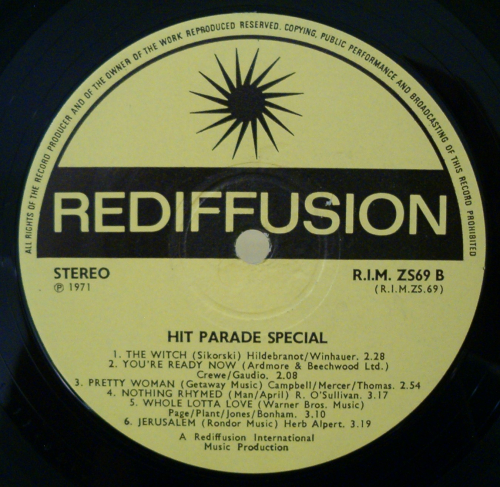 ALL RIGHTS OF THE RECORD PRODUCER AND OF THE OWNER OF THE WORK REPRODUCED RESERVED. COPYING, PUBLIC PERFORMANCE AND BROADCASTING OF THIS RECORD PROHIBITED
REDIFFUSION
STEREO R.I.M. ZS69 B
℗ 1971 (R.I.M.ZS.69)
HIT PARADE SPECIAL
1. THE WITCH (Sikorski) Hildebranot/Winhauer. 2.28
2. YOU'RE READY NOW (Ardmore & Beechwood Ltd.)
Crewe/Gaudio. 2.08
3. PRETTY WOMAN (Getaway Music) Campbell/Mercer/Thomas. 2.54
4. NOTHING RHYMED (Man/April) R. O'Sullivan. 3.17
5. WHOLE LOTTA LOVE (Warner Bros. Music)
Page/Plant/Jones/Bonham. 3.10
6. JERUSALEM (Rondor Music) Herb Alpert. 3.19
A Rediffusion International
Music Production